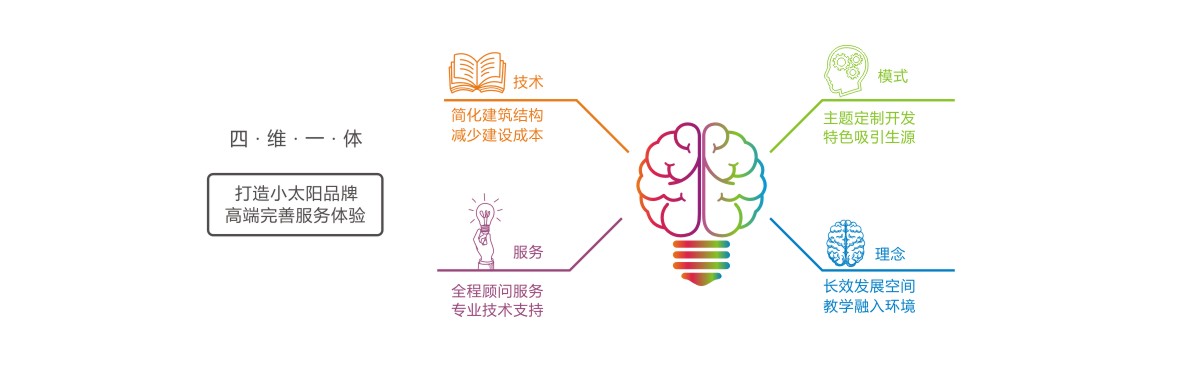 四·维·一·体
打造小太阳品牌
高端完善服务体验
技术
简化建筑结构
减少建设成本
模式
主题定制开发
特色吸引生源
服务
全程顾问服务
专业技术支持
理念
长效发展空间
教学融入环境